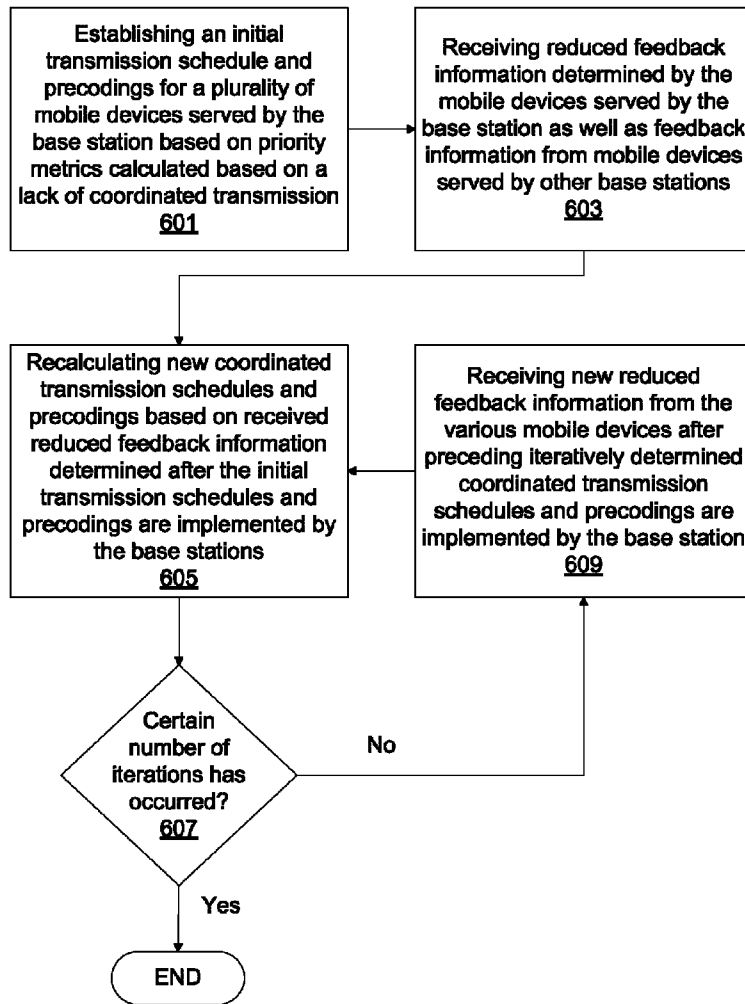 Establishing an initial
transmission schedule and
precodings for a plurality of
mobile devices served by the
base station based on priority
metrics calculated based on a
lack of coordinated transmission
601
Receiving reduced feedback
information determined by the
mobile devices served by the
base station as well as feedback
information from mobile devices
served by other base stations
603
Recalculating new coordinated
transmission schedules and
precodings based on received
reduced feedback information
determined after the initial
transmission schedules and
precodings are implemented by
the base stations
605
Receiving new reduced
feedback information from the
various mobile devices after
preceding iteratively determined
coordinated transmission
schedules and precodings are
implemented by the base station
609
Certain
number of
iterations has
occurred?
607
No
Yes
END